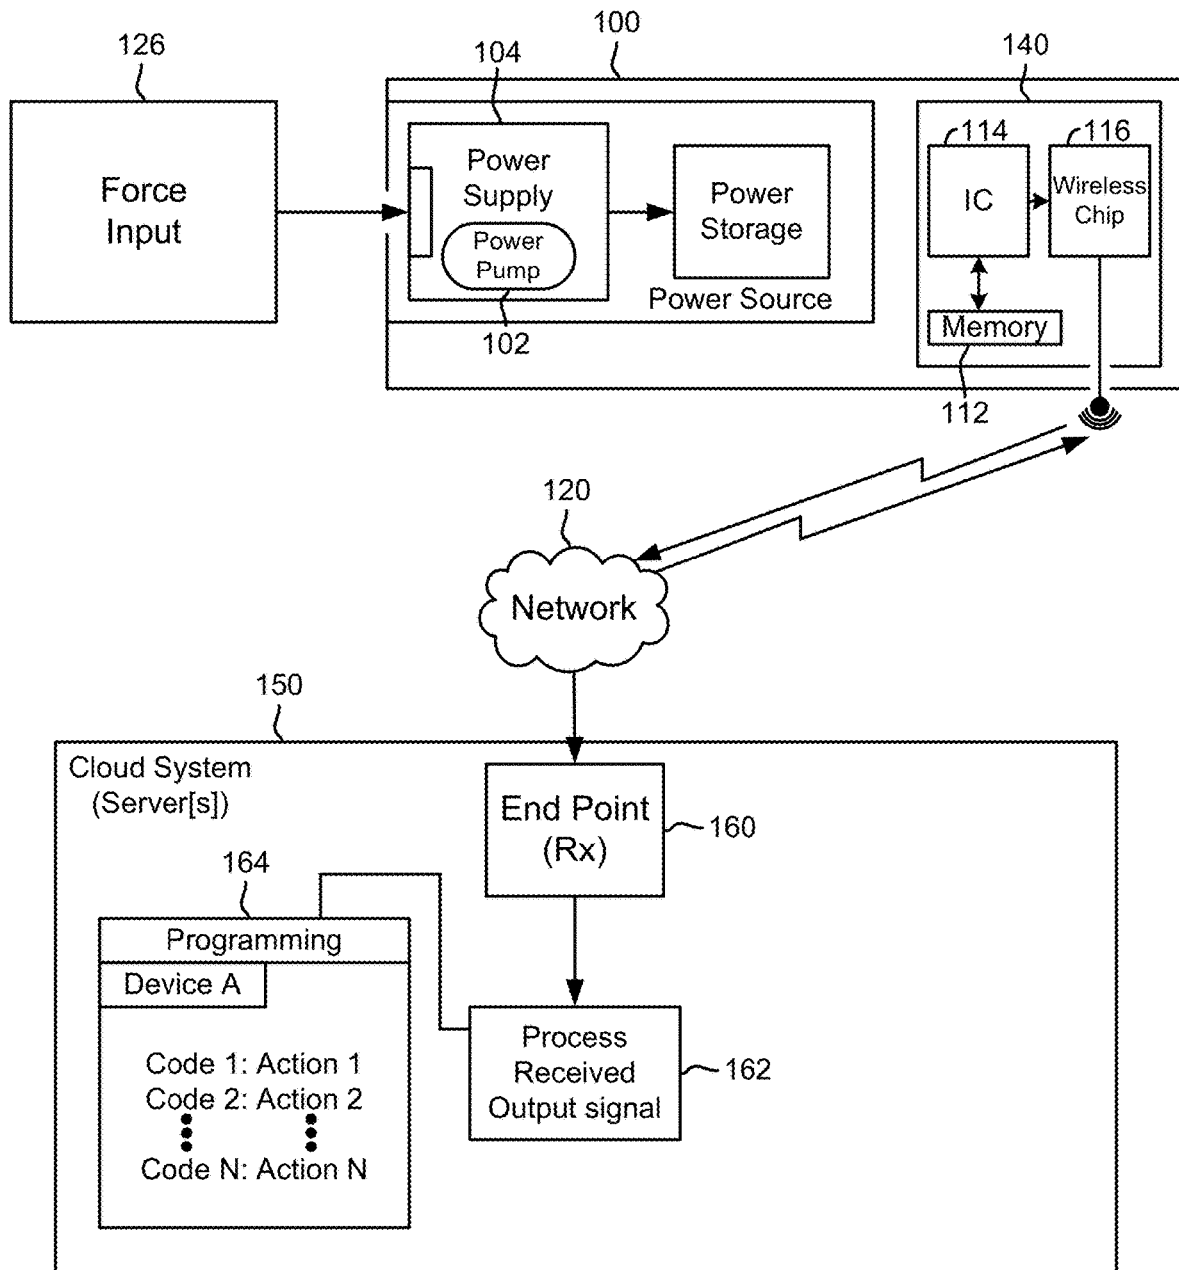 126
100
104
140
114
116
Force
Input
Power
Supply
Power
Pump
Power
Storage
Power Source
102
IC
Wireless
Chip
Memory
112
120
Network
150
Cloud System
(Server[s])
End Point
(Rx)
160
164
Programming
Device A
Code 1: Action 1
Code 2: Action 2
Code N: Action N
Process
Received
Output signal
162